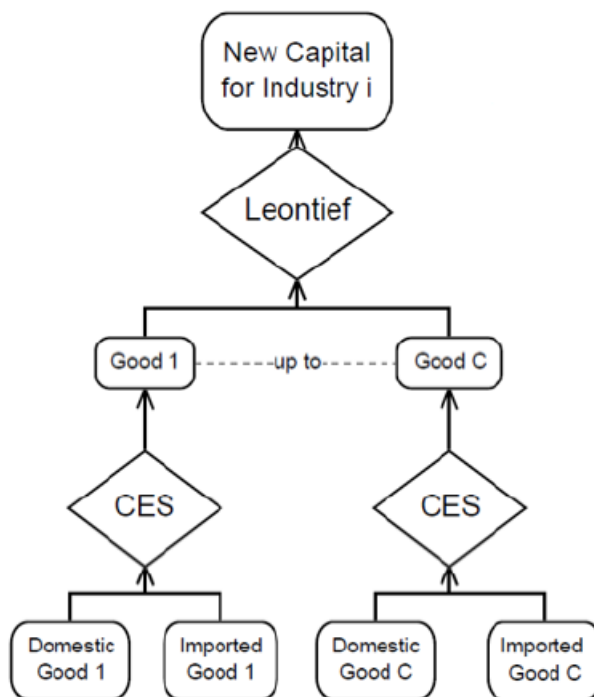 New Capital
for Industry i
Leontief
Good 1
up to
Good C
CES
CES
Domestic
Good 1
Imported
Good 1
Domestic
Good C
Imported
Good C